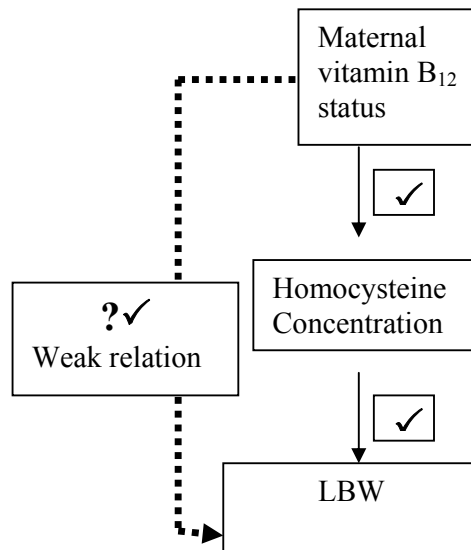 Maternal
vitamin B₁₂
status
✓
?✓
Weak relation
Homocysteine
Concentration
✓
LBW